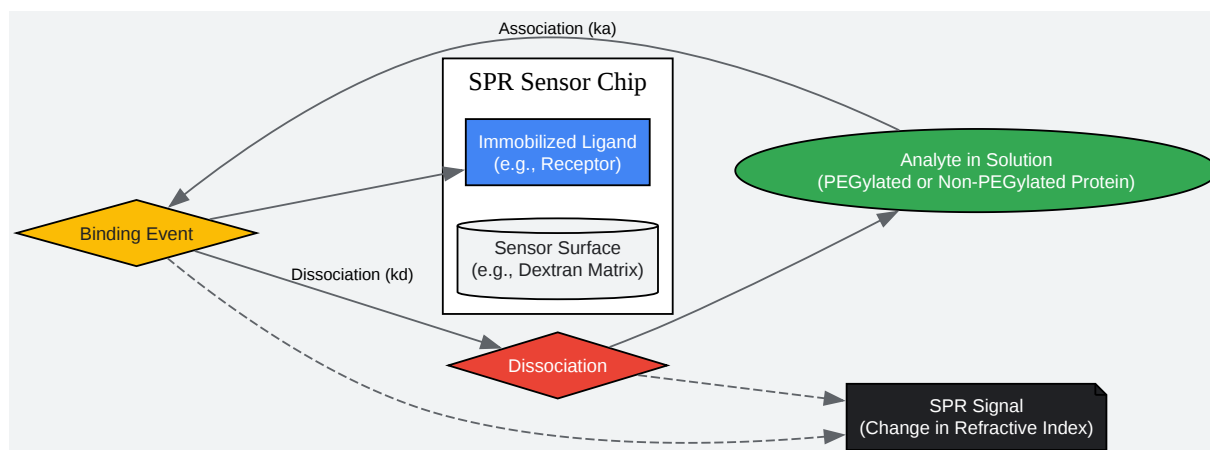 Association (ka)
SPR Sensor Chip
Immobilized Ligand
(e.g., Receptor)
Analyte in Solution
(PEGylated or Non-PEGylated Protein)
Binding Event
Sensor Surface
(e.g., Dextran Matrix)
Dissociation (kd)
Dissociation
SPR Signal
(Change in Refractive Index)